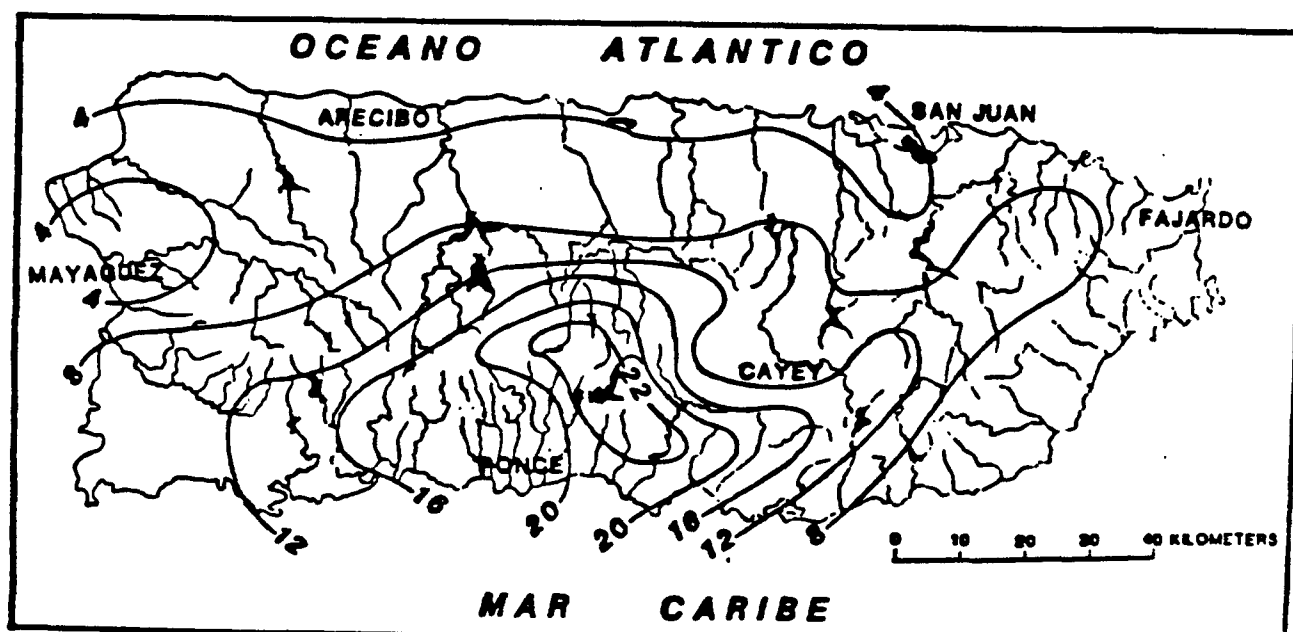 OCEANO ATLANTICO
4
ARECIBO
SAN JUAN
4
FAJARDO
MAYAGUEZ
4
8
CAYEY
22
PONCE
12
16
20
20
16
12
8
0 10 20 30 40 KILOMETERS
MAR CARIBE